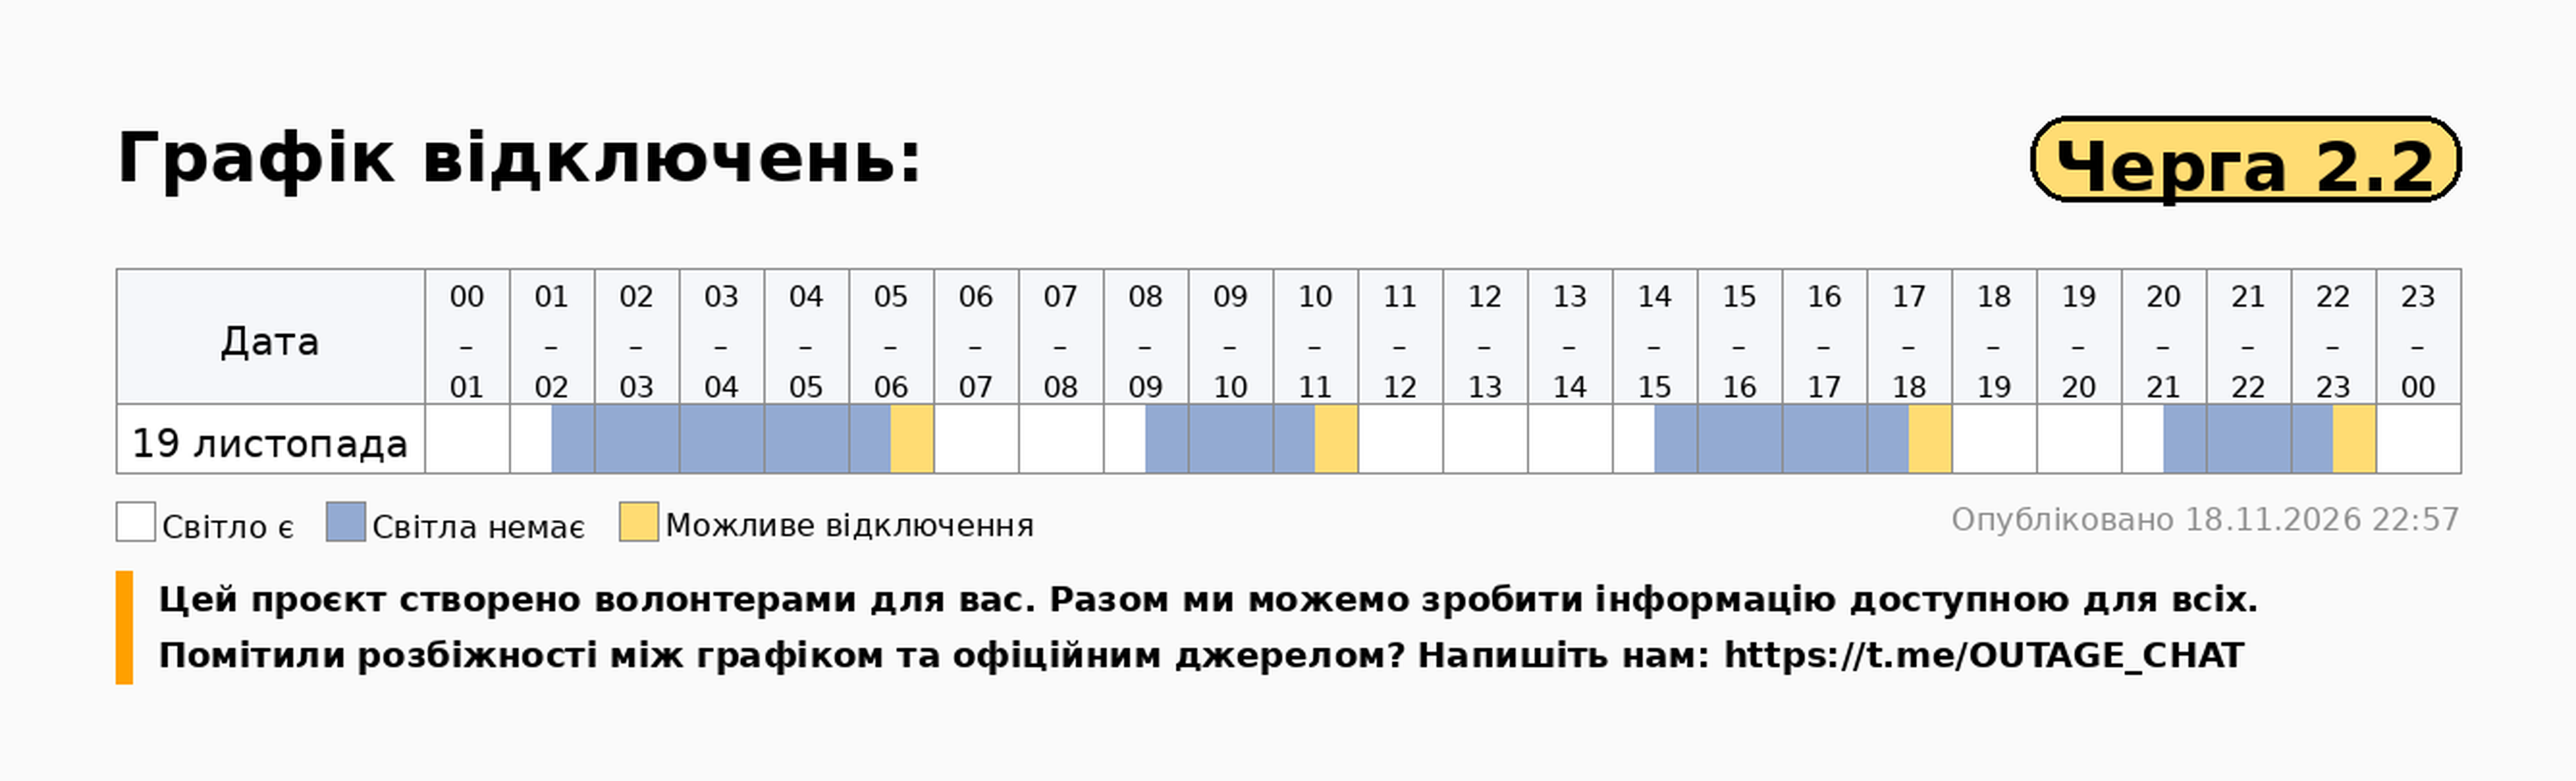 Графік відключень:
Черга 2.2
Дата
00 – 01
01 – 02
02 – 03
03 – 04
04 – 05
05 – 06
06 – 07
07 – 08
08 – 09
09 – 10
10 – 11
11 – 12
12 – 13
13 – 14
14 – 15
15 – 16
16 – 17
17 – 18
18 – 19
19 – 20
20 – 21
21 – 22
22 – 23
23 – 00
19 листопада
Світло є
Світла немає
Можливе відключення
Опубліковано 18.11.2026 22:57
Цей проєкт створено волонтерами для вас. Разом ми можемо зробити інформацію доступною для всіх.
Помітили розбіжності між графіком та офіційним джерелом? Напишіть нам: https://t.me/OUTAGE_CHAT